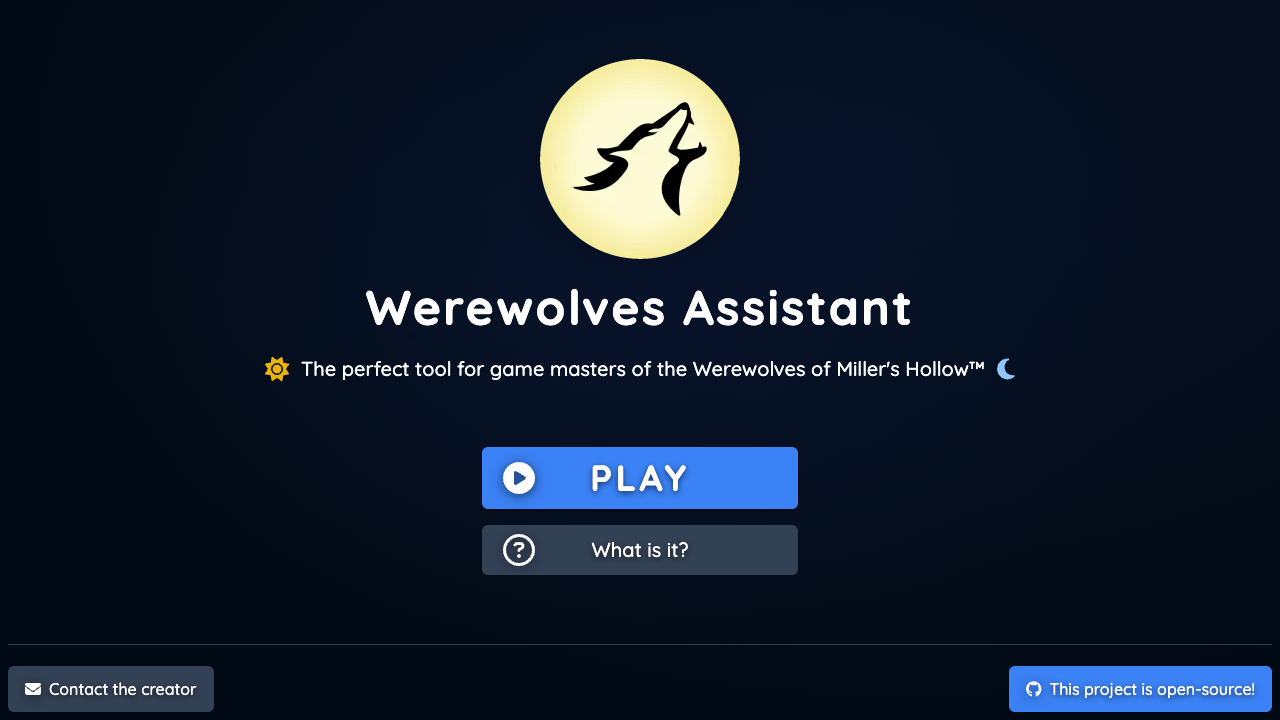 Werewolves Assistant
The perfect tool for game masters of the Werewolves of Miller's Hollow™
PLAY
What is it?
Contact the creator
This project is open-source!